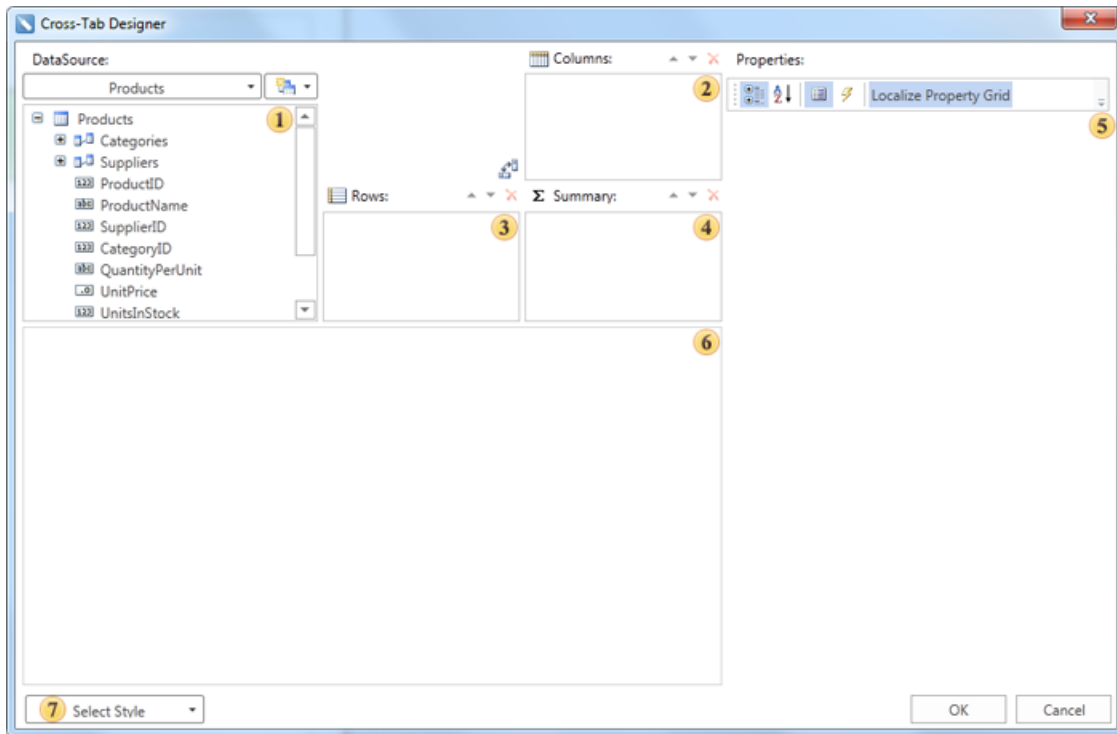 Cross-Tab Designer
DataSource:
Products
1
Products
Categories
Suppliers
ProductID
ProductName
SupplierID
CategoryID
QuantityPerUnit
UnitPrice
UnitsInStock
Columns:
2
Rows:
3
Σ Summary:
4
Properties:
Localize Property Grid
5
6
7 Select Style
OK Cancel